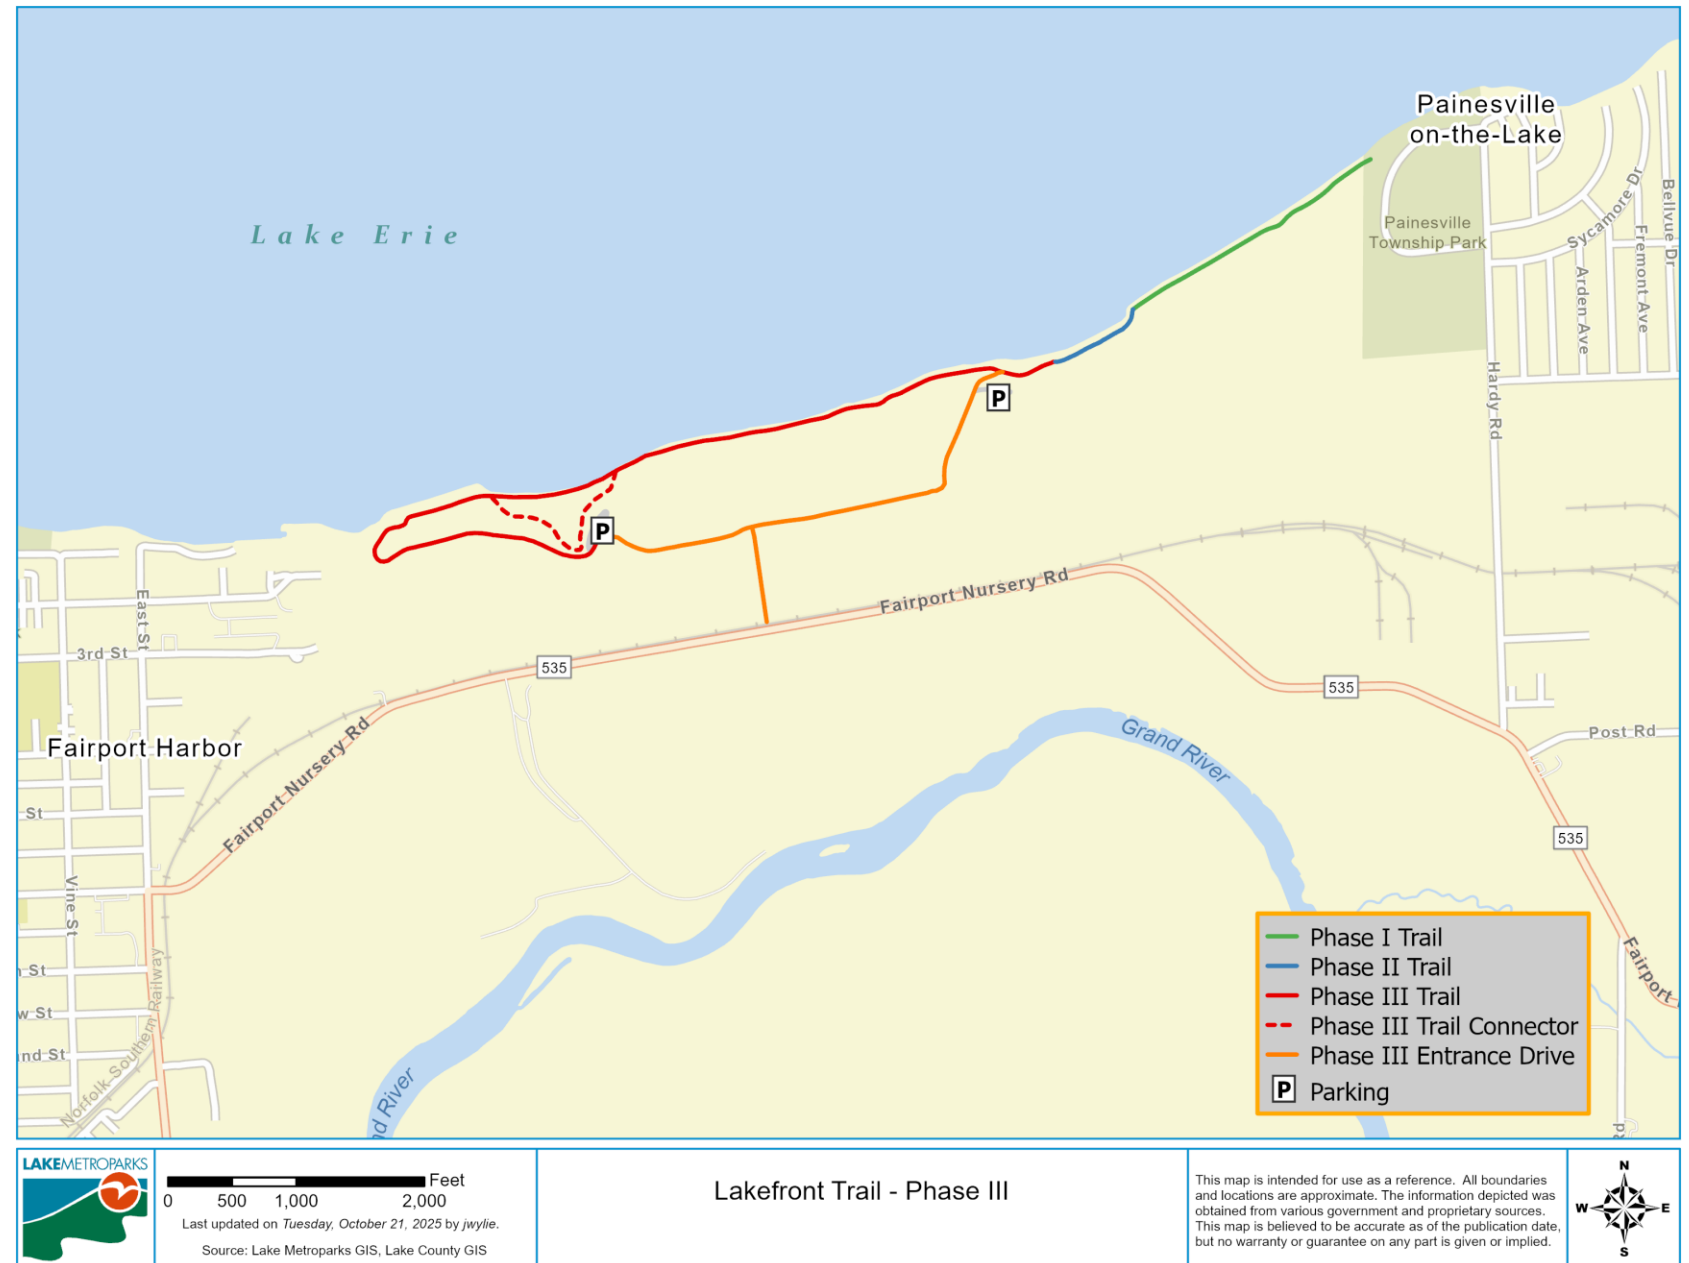 Painesville
on-the-Lake
Lake Erie
Painesville
Township Park
Sycamore Dr
Bellvue Dr
Fremont Ave
Arden Ave
Hardy Rd
P
P
Fairport Nursery Rd
East St
3rd St
535
535
Fairport Harbor
Fairport Nursery Rd
Grand River
Post Rd
St
535
Vine St
St
St
nd St
Norfolk Southern Railway
River
Fairport
Phase I Trail
Phase II Trail
Phase III Trail
Phase III Trail Connector
Phase III Entrance Drive
P Parking
LAKEMETROPARKS
Feet
0 500 1,000 2,000
Last updated on Tuesday, October 21, 2025 by jwylie.
Source: Lake Metroparks GIS, Lake County GIS
Lakefront Trail - Phase III
This map is intended for use as a reference. All boundaries
and locations are approximate. The information depicted was
obtained from various government and proprietary sources.
This map is believed to be accurate as of the publication date,
but no warranty or guarantee on any part is given or implied.
N
W E
S